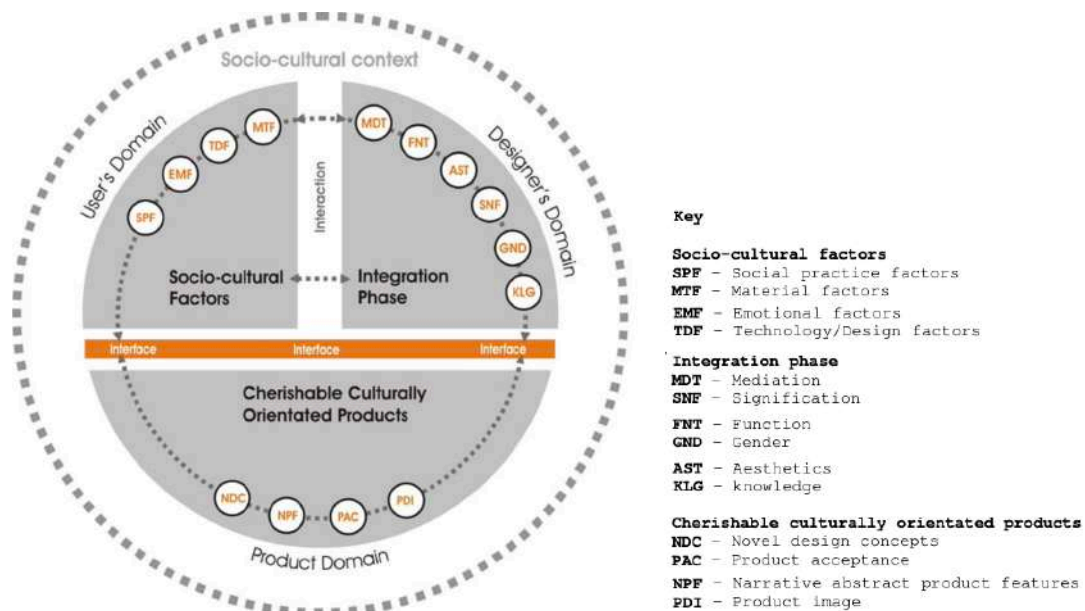 Socio-cultural context
User's Domain
Designer's Domain
MTF
TDF
EMF
SPF
MDT
FNT
AST
SNF
GND
KLG
Interaction
Socio-cultural
Factors
Integration
Phase
Interface Interface Interface
Cherishable Culturally
Orientated Products
NDC
NPF
PAC
PDI
Product Domain
Key
Socio-cultural factors
SPF – Social practice factors
MTF – Material factors
EMF – Emotional factors
TDF – Technology/Design factors
Integration phase
MDT – Mediation
SNF – Signification
FNT – Function
GND – Gender
AST – Aesthetics
KLG – knowledge
Cherishable culturally orientated products
NDC – Novel design concepts
PAC – Product acceptance
NPF – Narrative abstract product features
PDI – Product image